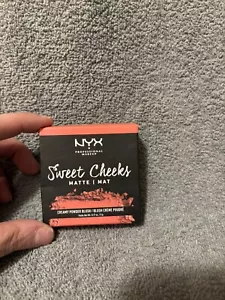 NYX
PROFESSIONAL MAKEUP
Sweet Cheeks
MATTE | MAT
CREAMY POWDER BLUSH / BLUSH CRÈME POUDRE